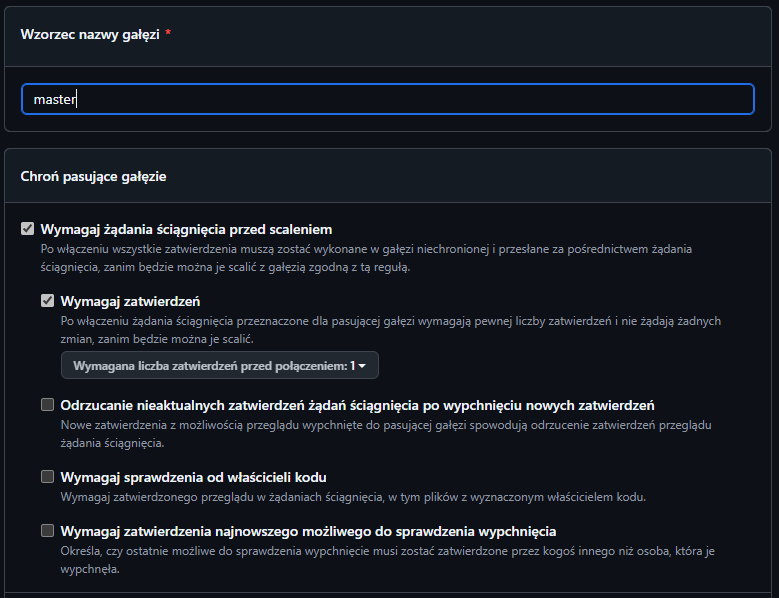 Wzorzec nazwy gałęzi *
master
Chroń pasujące gałęzie
Wymagaj żądania ściągnięcia przed scaleniem
Po włączeniu wszystkie zatwierdzenia muszą zostać wykonane w gałęzi niechronionej i przesłane za pośrednictwem żądania
ściągnięcia, zanim będzie można je scalić z gałęzią zgodną z tą regułą.
Wymagaj zatwierdzeń
Po włączeniu żądania ściągnięcia przeznaczone dla pasującej gałęzi wymagają pewnej liczby zatwierdzeń i nie żądają żadnych
zmian, zanim będzie można je scalić.
Wymagana liczba zatwierdzeń przed połączeniem: 1
Odrzucanie nieaktualnych zatwierdzeń żądań ściągnięcia po wypchnięciu nowych zatwierdzeń
Nowe zatwierdzenia z możliwością przeglądu wypchnięte do pasującej gałęzi spowodują odrzucenie zatwierdzeń przeglądu
żądania ściągnięcia.
Wymagaj sprawdzenia od właścicieli kodu
Wymagaj zatwierdzonego przeglądu w żądaniach ściągnięcia, w tym plików z wyznaczonym właścicielem kodu.
Wymagaj zatwierdzenia najnowszego możliwego do sprawdzenia wypchnięcia
Określa, czy ostatnie możliwe do sprawdzenia wypchnięcie musi zostać zatwierdzone przez kogoś innego niż osoba, która je
wypchnęła.